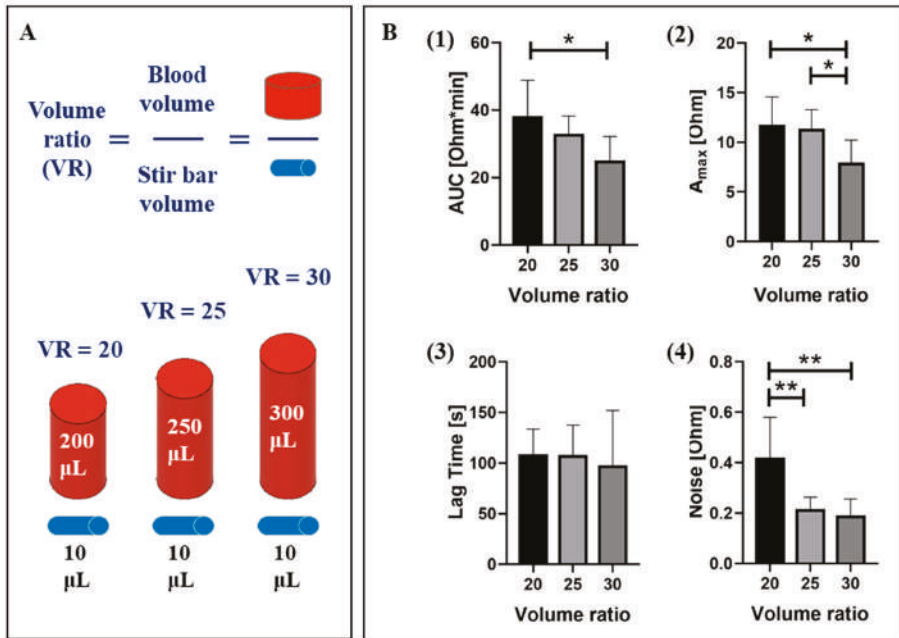 A
Volume ratio (VR)
=
Blood volume
Stir bar volume
=
VR = 20
VR = 25
VR = 30
200 μL
250 μL
300 μL
10 μL
10 μL
10 μL
B
(1)
*
AUC [Ohm*min]
60
40
20
0
20 25 30
Volume ratio
(2)
*
*
Amax [Ohm]
20
15
10
5
0
20 25 30
Volume ratio
(3)
Lag Time [s]
200
150
100
50
0
20 25 30
Volume ratio
(4)
**
**
Noise [Ohm]
0.8
0.6
0.4
0.2
0.0
20 25 30
Volume ratio